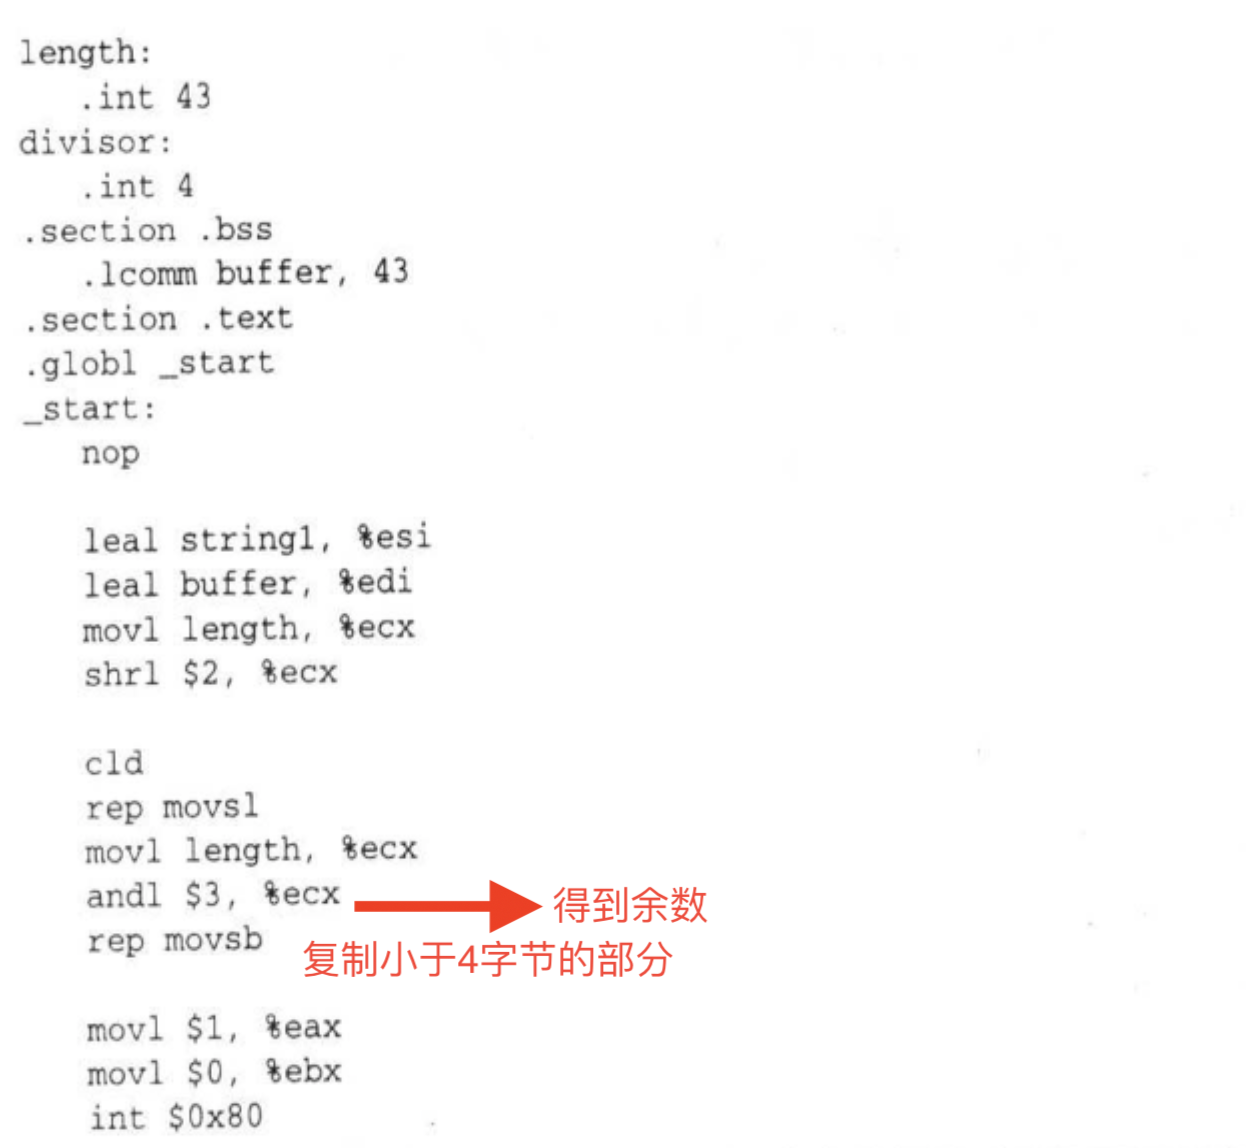 length:
.int 43
divisor:
.int 4
.section .bss
.lcomm buffer, 43
.section .text
.globl _start
_start:
nop
leal string1, %esi
leal buffer, %edi
movl length, %ecx
shrl $2, %ecx
cld
rep movsl
movl length, %ecx
andl $3, %ecx 得到余数
rep movsb 复制小于4字节的部分
movl $1, %eax
movl $0, %ebx
int $0x80